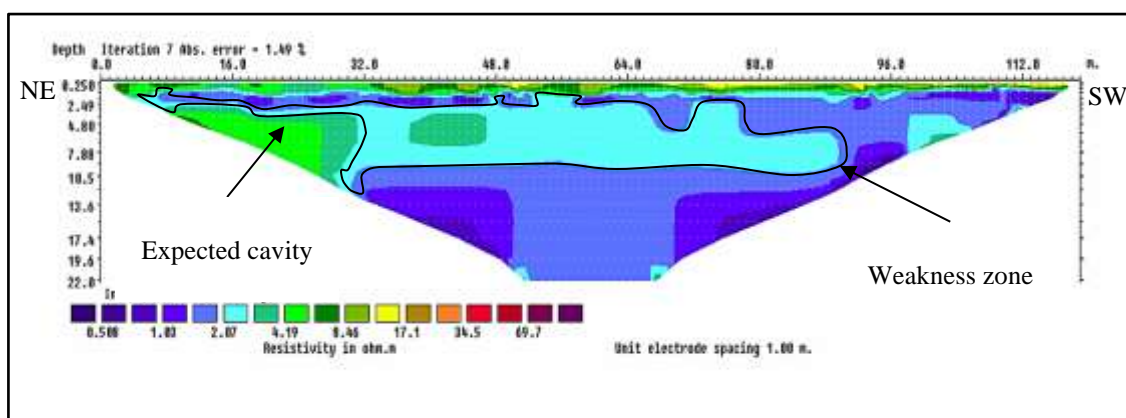 Depth Iteration 7 Abs. error = 1.49 %
0.0 16.0 32.0 48.0 64.0 80.0 96.0 112.0 m.
NE
SW
0.250
2.49
4.80
7.88
10.5
13.6
17.4
19.6
22.0
Expected cavity
Weakness zone
0.508 1.03 2.07 4.19 8.46 17.1 34.5 69.7
Resistivity in ohm.m Unit electrode spacing 1.00 m.